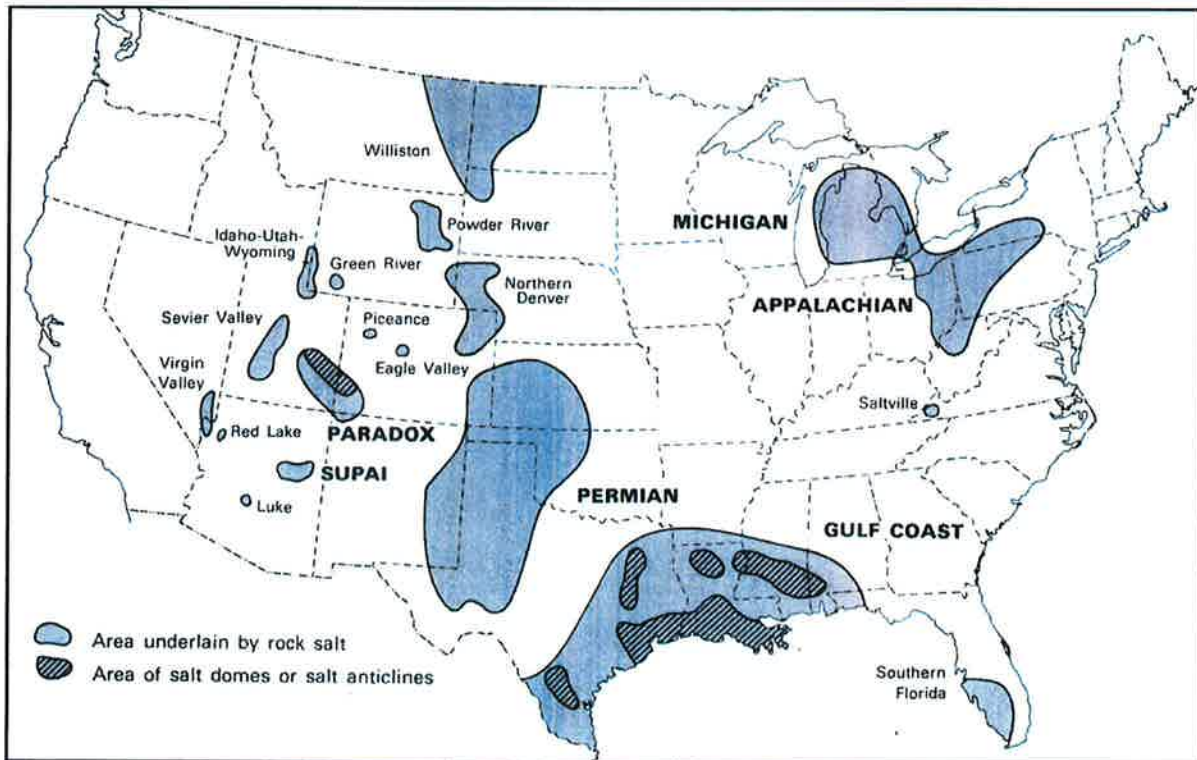 Williston
MICHIGAN
Powder River
Idaho-Utah-
Wyoming
Green River
Northern
Denver
APPALACHIAN
Sevier Valley
Piceance
Eagle Valley
Virgin
Valley
Saltville
Red Lake
PARADOX
SUPAI
PERMIAN
Luke
GULF COAST
Area underlain by rock salt
Area of salt domes or salt anticlines
Southern
Florida